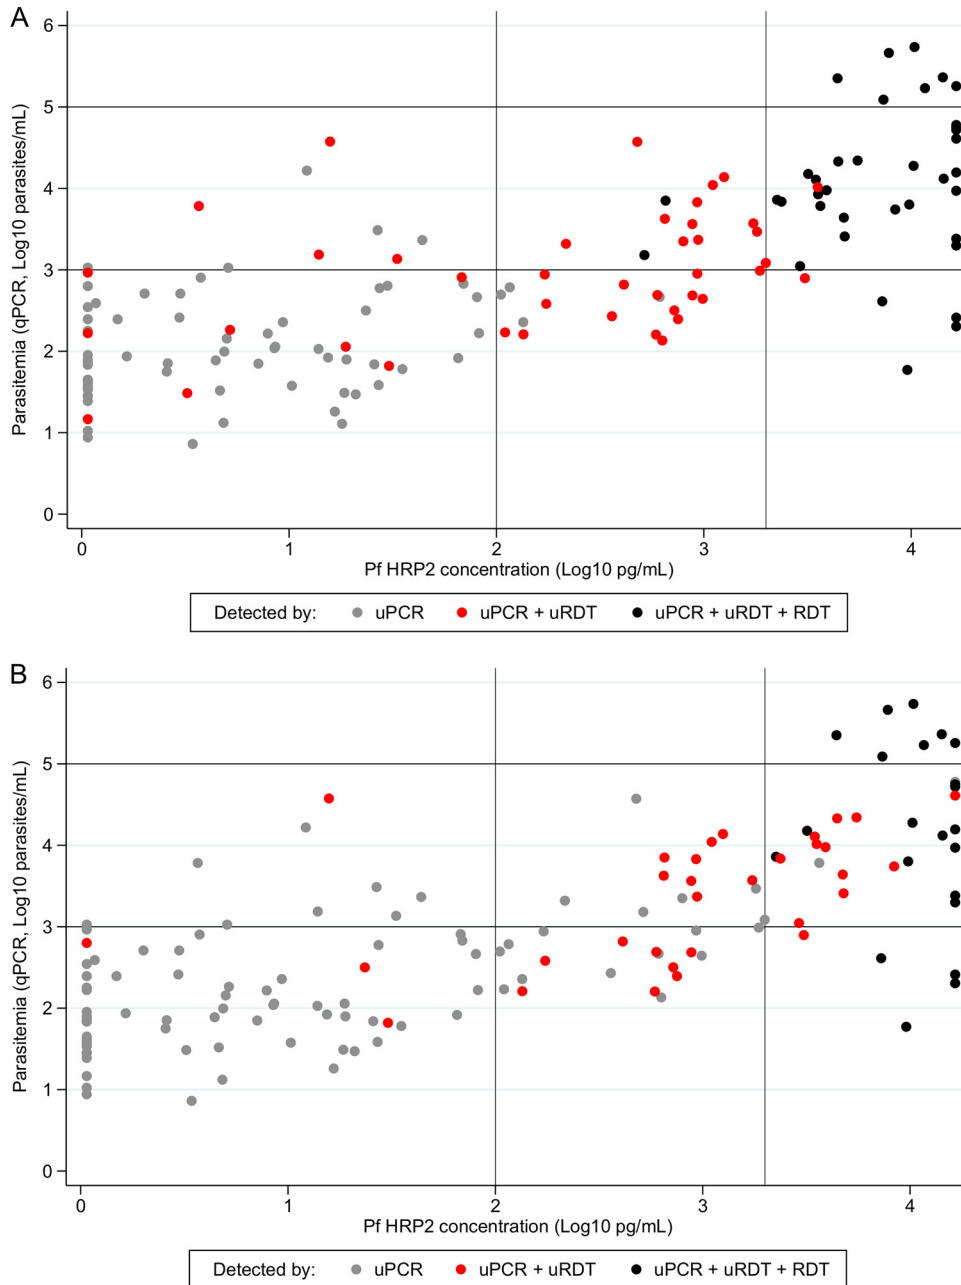 A
6
5
4
3
2
1
0
Parasitemia (qPCR, Log10 parasites/mL)
0 1 2 3 4
Pf HRP2 concentration (Log10 pg/mL)
Detected by: uPCR uPCR + uRDT uPCR + uRDT + RDT
B
6
5
4
3
2
1
0
Parasitemia (qPCR, Log10 parasites/mL)
0 1 2 3 4
Pf HRP2 concentration (Log10 pg/mL)
Detected by: uPCR uPCR + uRDT uPCR + uRDT + RDT